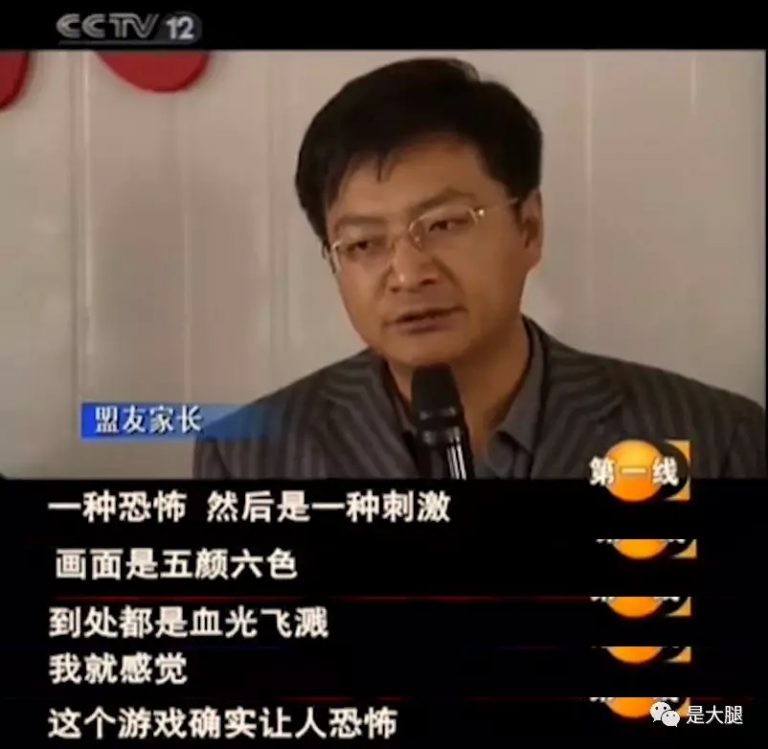 CCTV 12
盟友家长
第一线
一种恐怖 然后是一种刺激
画面是五颜六色
到处都是血光飞溅
我就感觉
这个游戏确实让人恐怖
是大腿